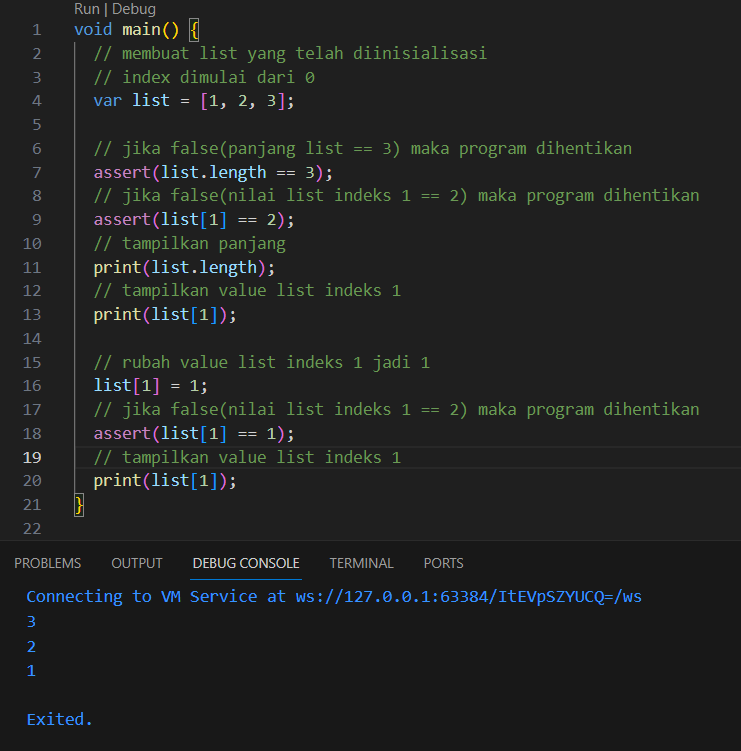 Run | Debug
1 void main() {
2 // membuat list yang telah diinisialisasi
3 // index dimulai dari 0
4 var list = [1, 2, 3];
5
6 // jika false(panjang list == 3) maka program dihentikan
7 assert(list.length == 3);
8 // jika false(nilai list indeks 1 == 2) maka program dihentikan
9 assert(list[1] == 2);
10 // tampilkan panjang
11 print(list.length);
12 // tampilkan value list indeks 1
13 print(list[1]);
14
15 // rubah value list indeks 1 jadi 1
16 list[1] = 1;
17 // jika false(nilai list indeks 1 == 2) maka program dihentikan
18 assert(list[1] == 1);
19 // tampilkan value list indeks 1
20 print(list[1]);
21 }
22
PROBLEMS OUTPUT DEBUG CONSOLE TERMINAL PORTS
Connecting to VM Service at ws://127.0.0.1:63384/ItEVpSZYUCQ=/ws
3
2
1
Exited.